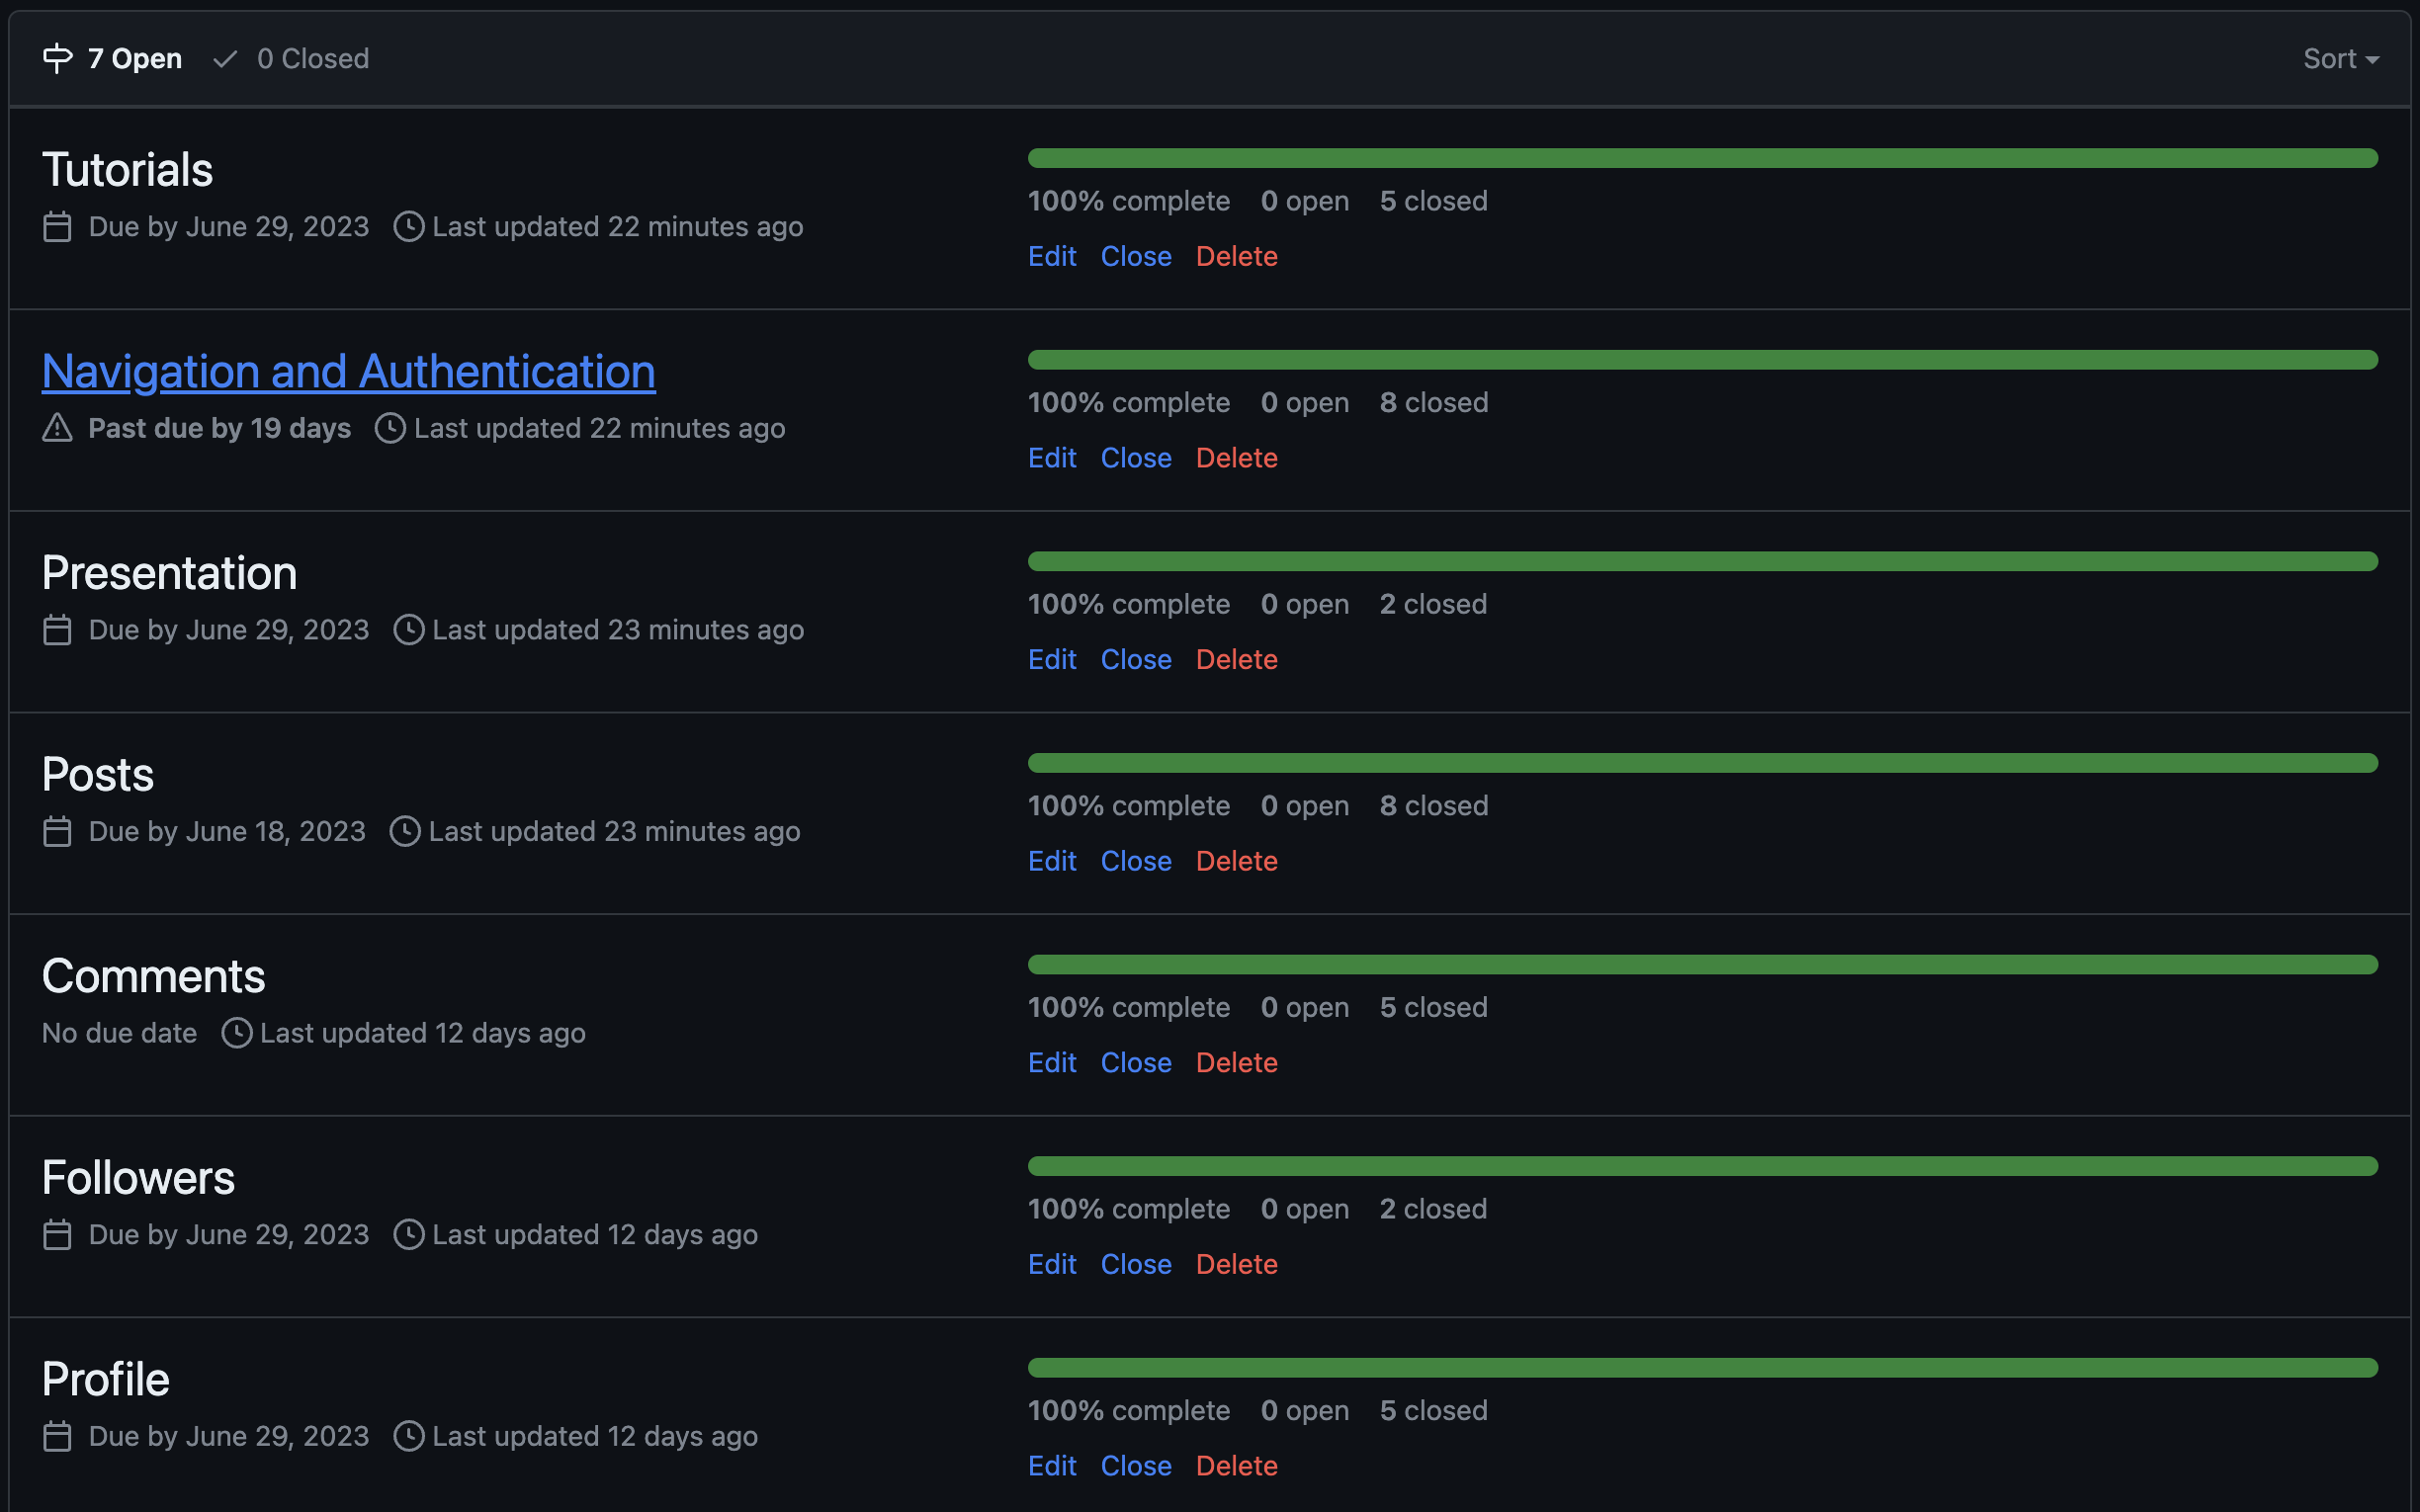 7 Open 0 Closed Sort
Tutorials
Due by June 29, 2023 Last updated 22 minutes ago
100% complete 0 open 5 closed
Edit Close Delete
Navigation and Authentication
Past due by 19 days Last updated 22 minutes ago
100% complete 0 open 8 closed
Edit Close Delete
Presentation
Due by June 29, 2023 Last updated 23 minutes ago
100% complete 0 open 2 closed
Edit Close Delete
Posts
Due by June 18, 2023 Last updated 23 minutes ago
100% complete 0 open 8 closed
Edit Close Delete
Comments
No due date Last updated 12 days ago
100% complete 0 open 5 closed
Edit Close Delete
Followers
Due by June 29, 2023 Last updated 12 days ago
100% complete 0 open 2 closed
Edit Close Delete
Profile
Due by June 29, 2023 Last updated 12 days ago
100% complete 0 open 5 closed
Edit Close Delete